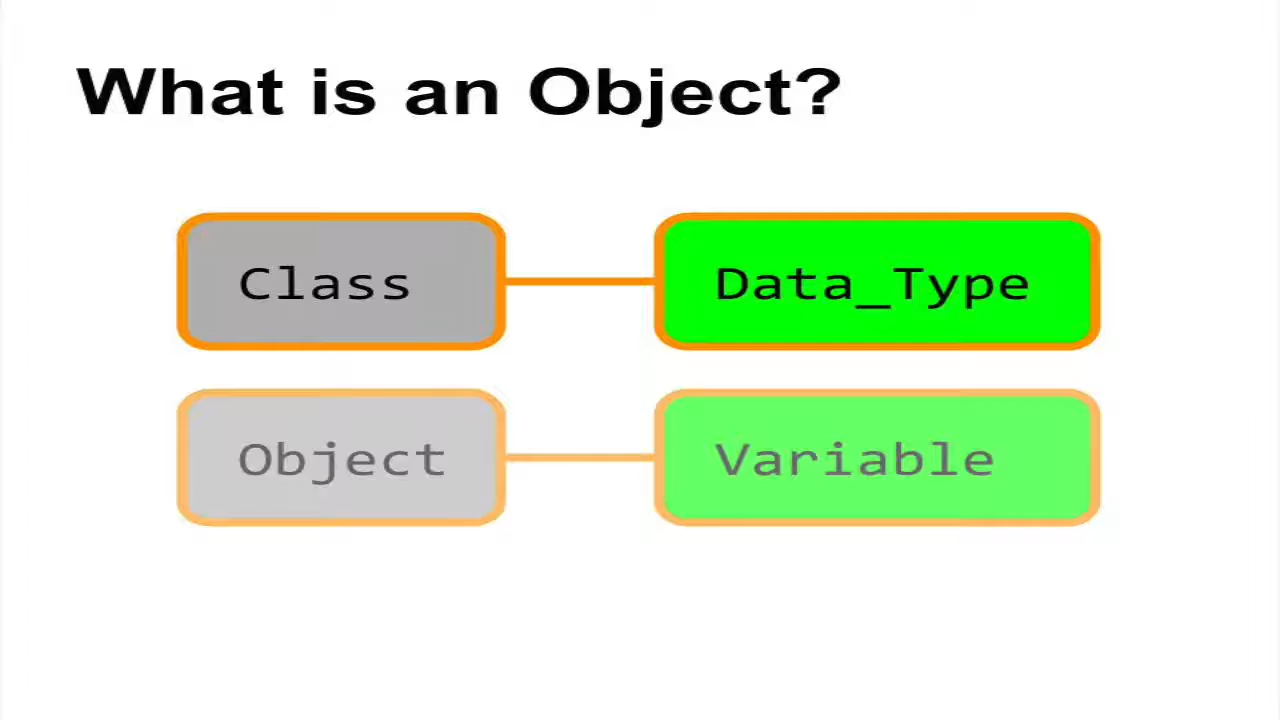 What is an Object?
Class
Data_Type
Object
Variable